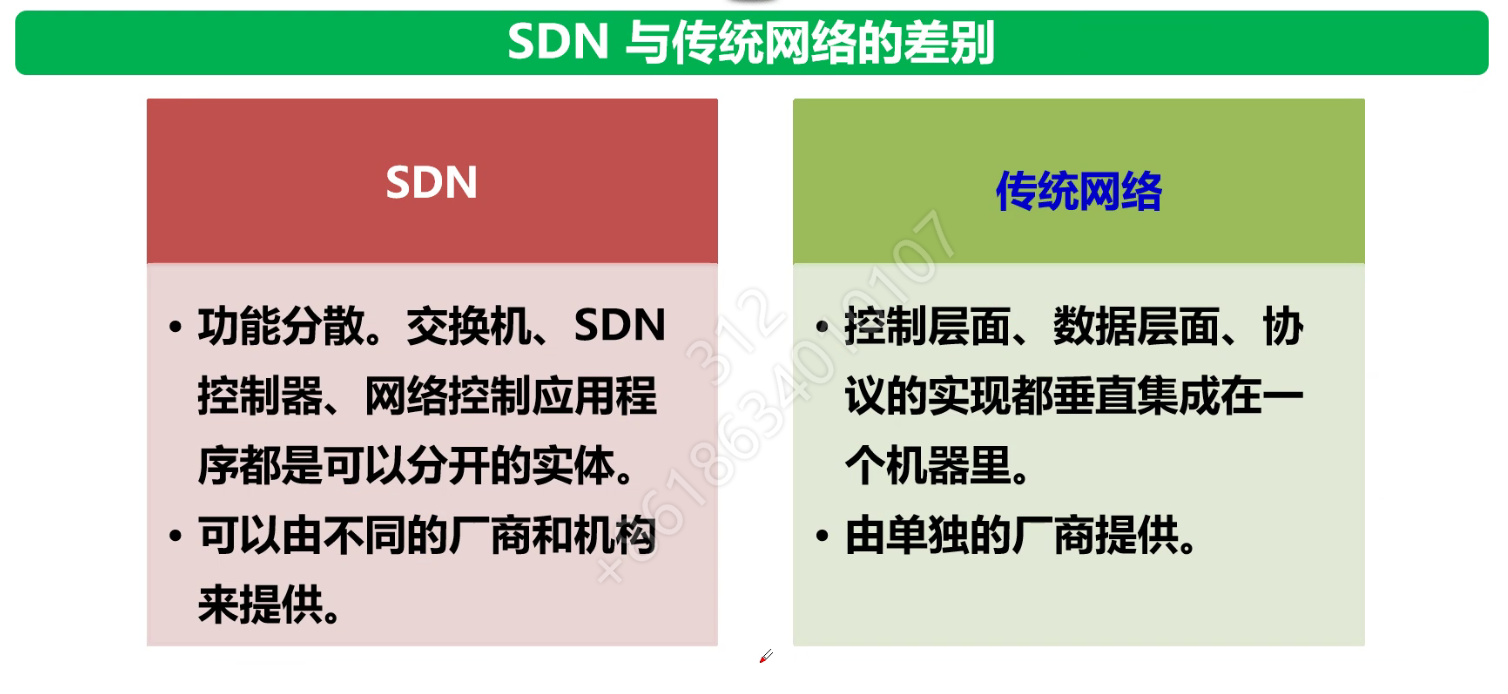 SDN 与传统网络的差别
SDN
• 功能分散。交换机、SDN
控制器、网络控制应用程
序都是可以分开的实体。
• 可以由不同的厂商和机构
来提供。
传统网络
• 控制层面、数据层面、协
议的实现都垂直集成在一
个机器里。
• 由单独的厂商提供。
312
+8618634010107